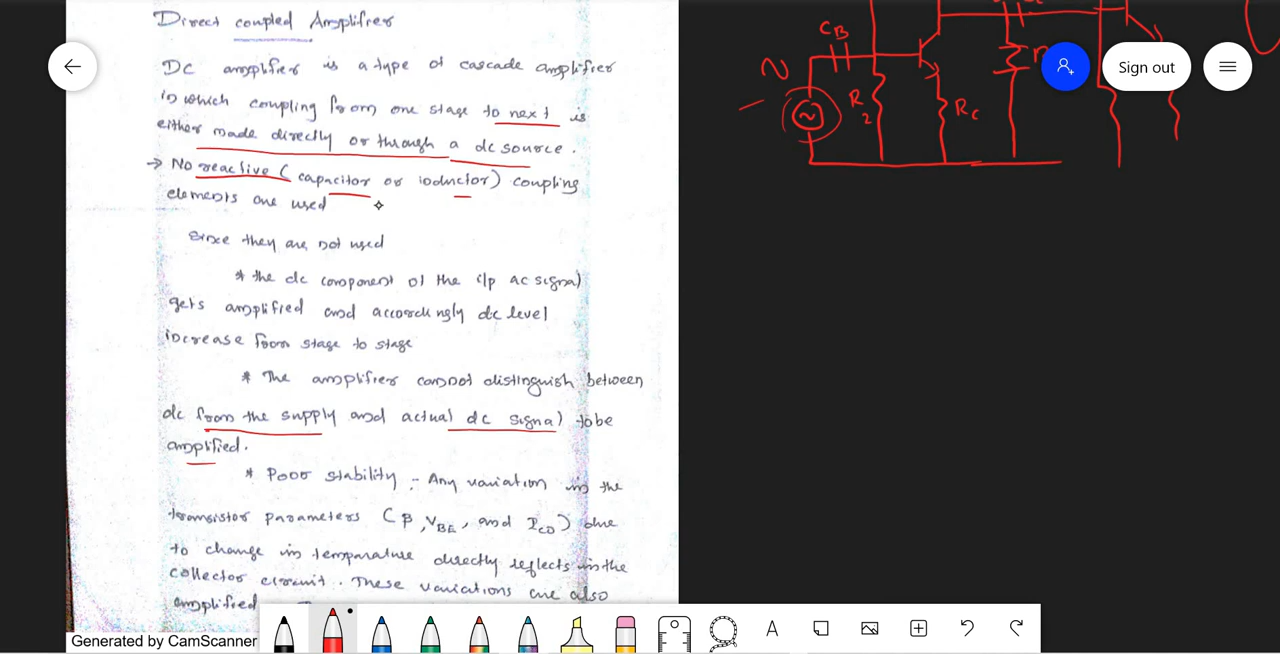 Direct coupled Amplifier
DC amplifier is a type of cascade amplifier
in which coupling from one stage to next is
either made directly or through a dc source.
→ No reactive (capacitor or inductor) coupling
elements are used
Since they are not used
* the dc component of the i/p ac signal
gets amplified and accordingly dc level
increase from stage to stage
* The amplifier cannot distinguish between
dc from the supply and actual dc signal to be
amplified.
* Poor stability :- Any variation in the
transistor parameters (β, VBE, and ICO) due
to change in temparature directly reflects in the
collector circuit. These variations are also
amplified
Generated by CamScanner
CB
R2
Rc
Sign out
A